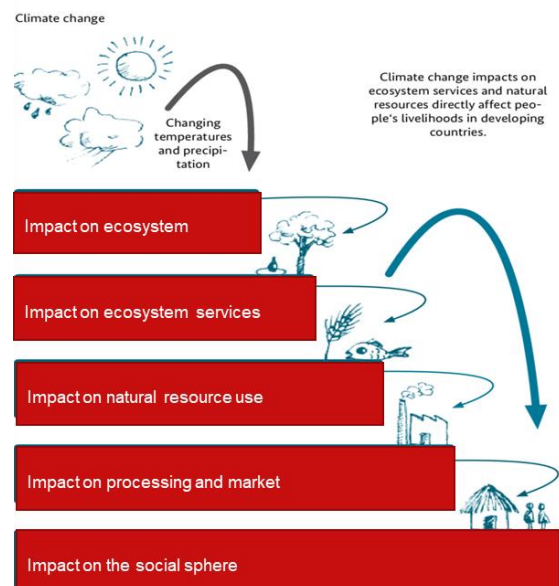 Climate change
Climate change impacts on
ecosystem services and natural
resources directly affect peo-
ple's livelihoods in developing
countries.
Changing
temperatures
and precipi-
tation
Impact on ecosystem
Impact on ecosystem services
Impact on natural resource use
Impact on processing and market
Impact on the social sphere